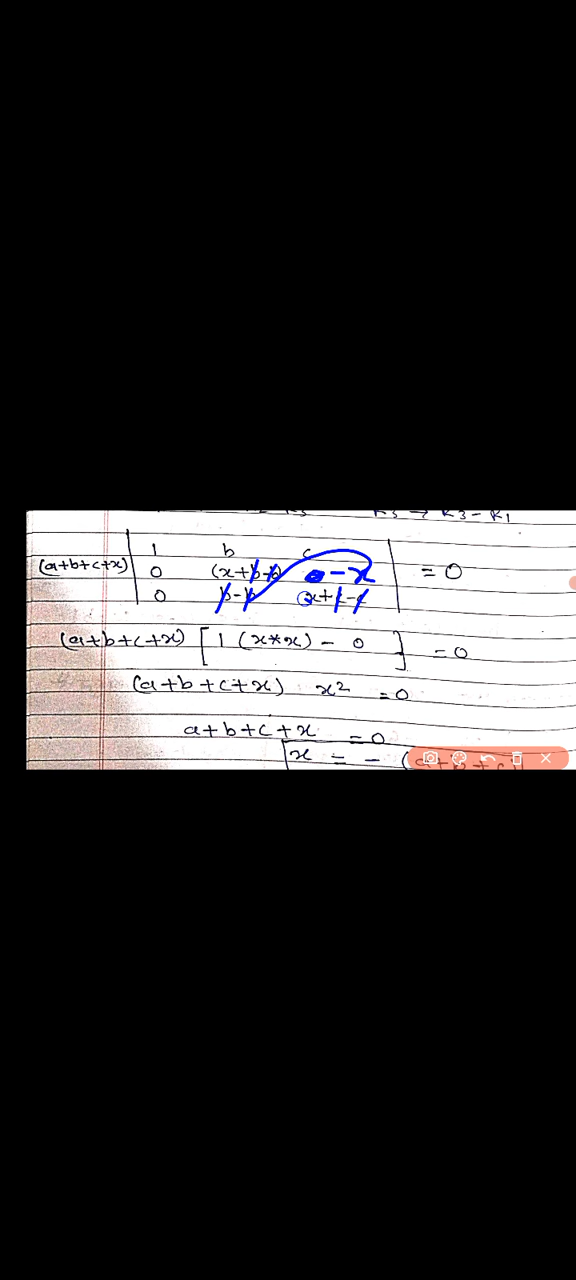 R3 → R3 - R1
1 b c
(a+b+c+x) 0 (x+b-b) - x = 0
0 b-b x+c-c
(a+b+c+x) [1 (x*x) - 0] = 0
(a+b+c+x) x² = 0
a+b+c+x = 0
x = - (a+b+c)